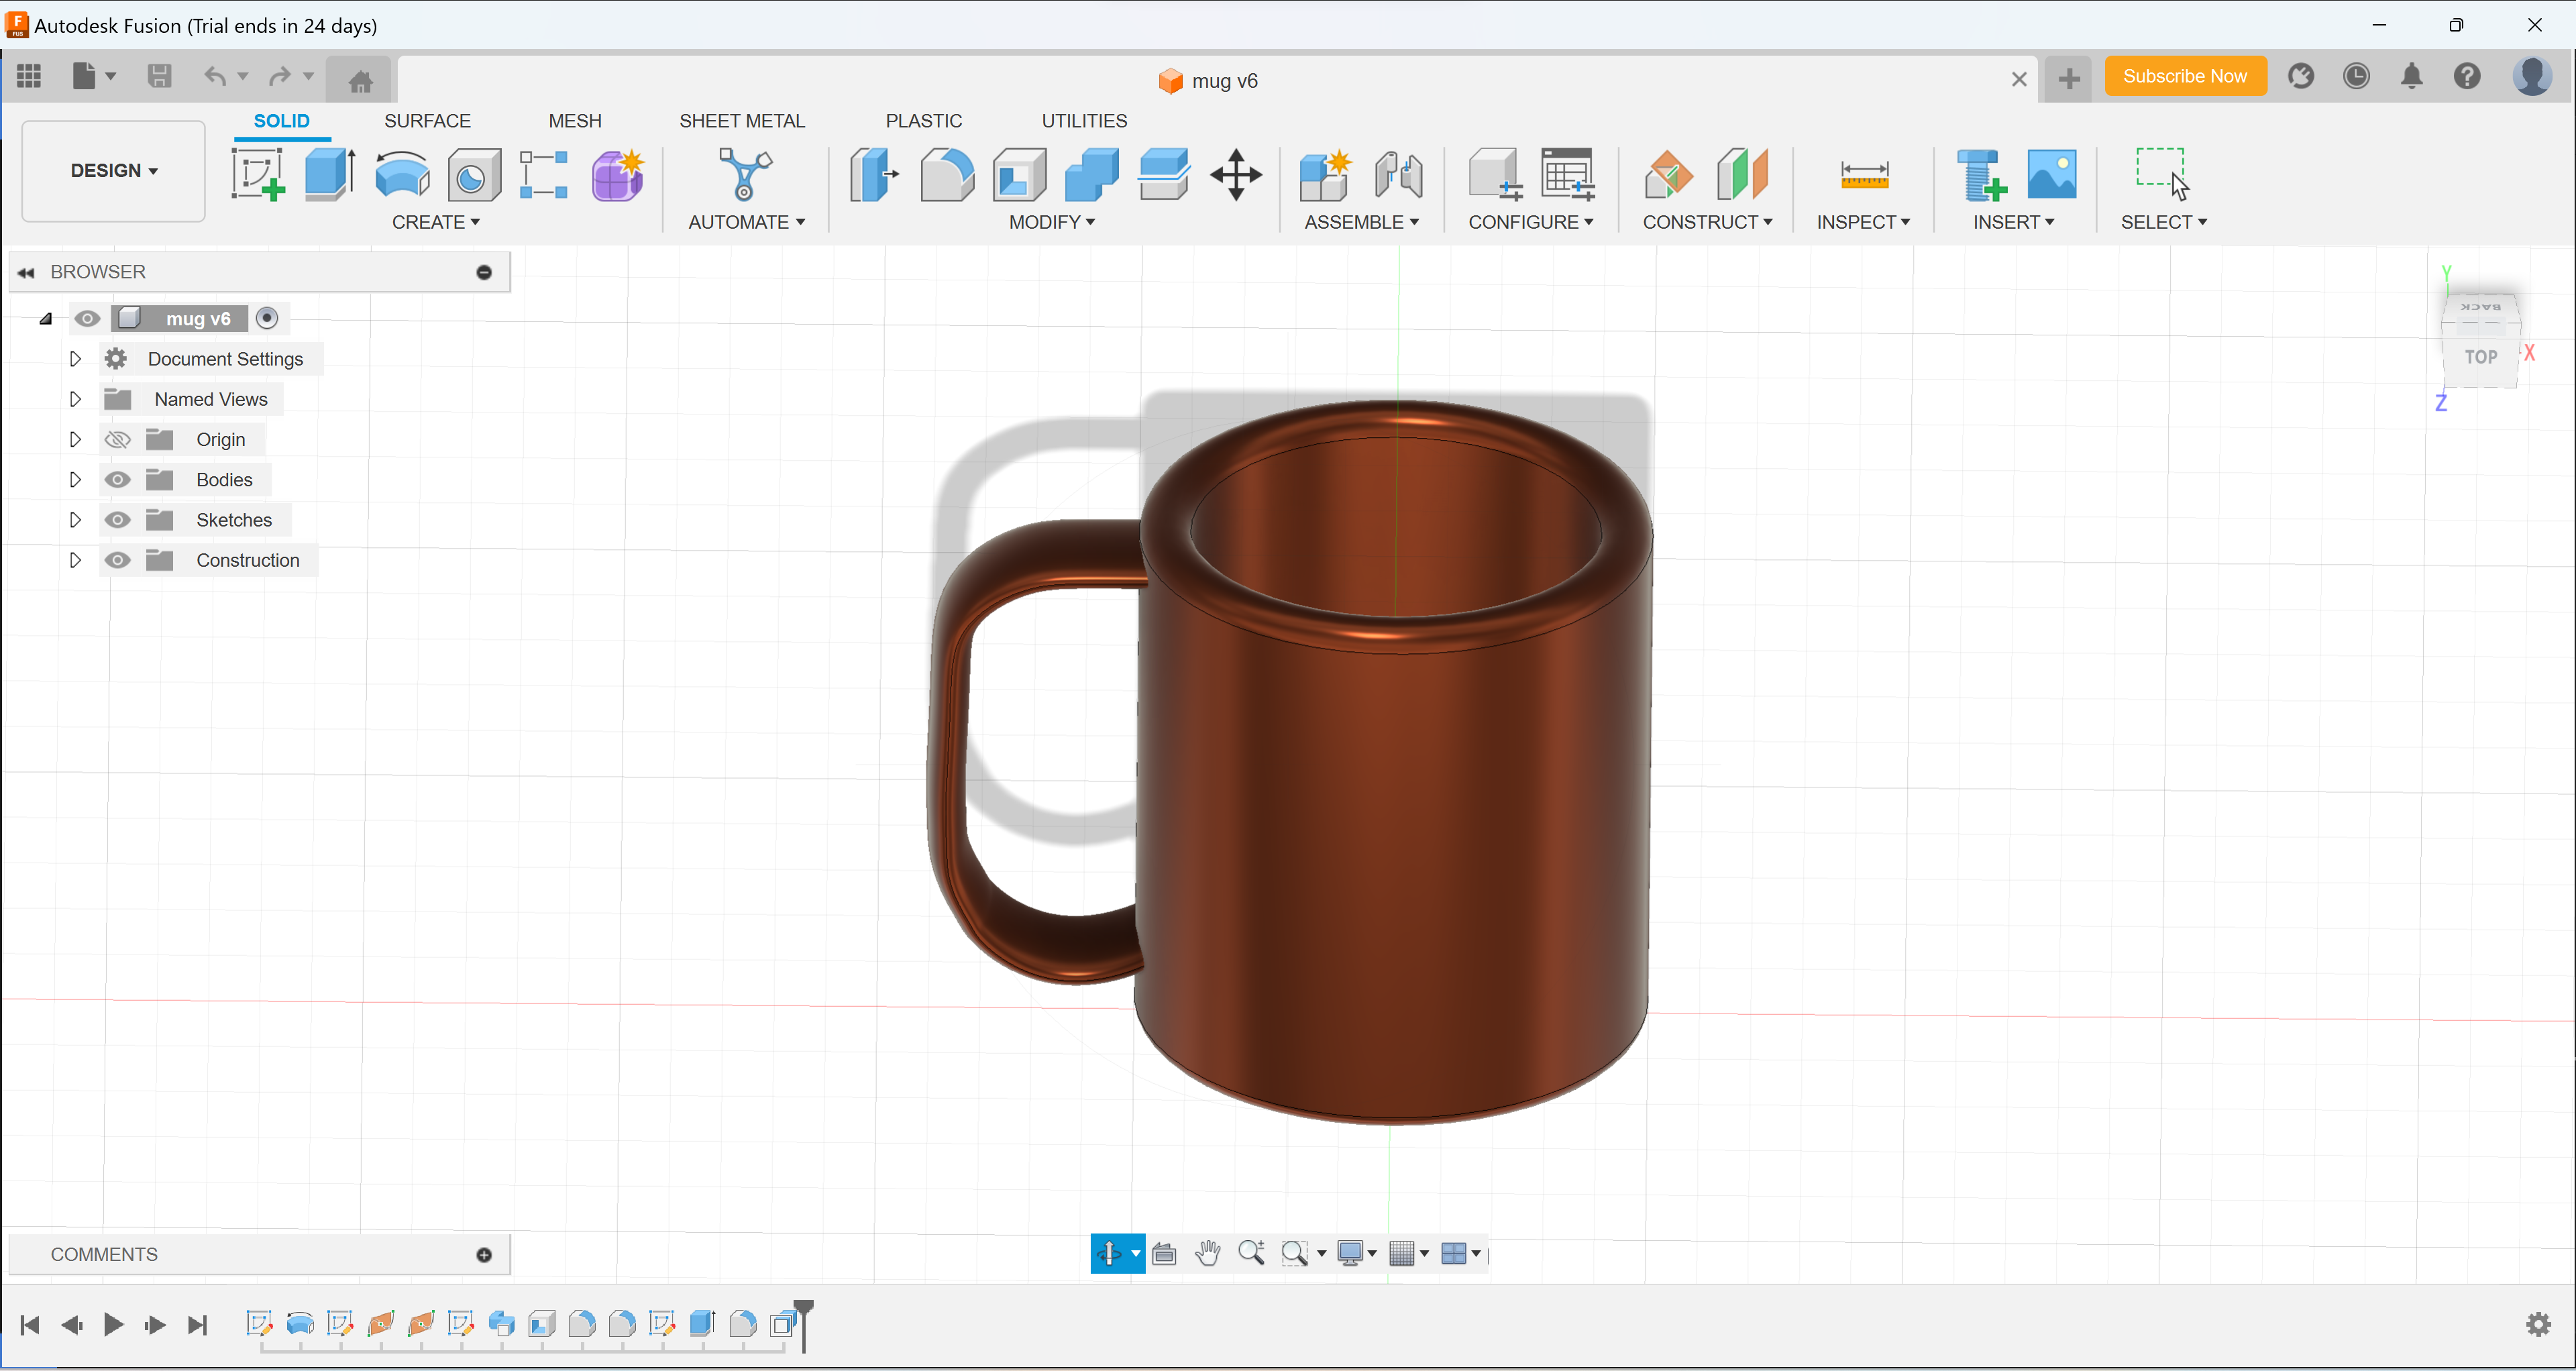 Autodesk Fusion (Trial ends in 24 days)
mug v6
Subscribe Now
SOLID
SURFACE
MESH
SHEET METAL
PLASTIC
UTILITIES
DESIGN
CREATE
AUTOMATE
MODIFY
ASSEMBLE
CONFIGURE
CONSTRUCT
INSPECT
INSERT
SELECT
BROWSER
mug v6
Document Settings
Named Views
Origin
Bodies
Sketches
Construction
Y
BACK
TOP
X
Z
COMMENTS